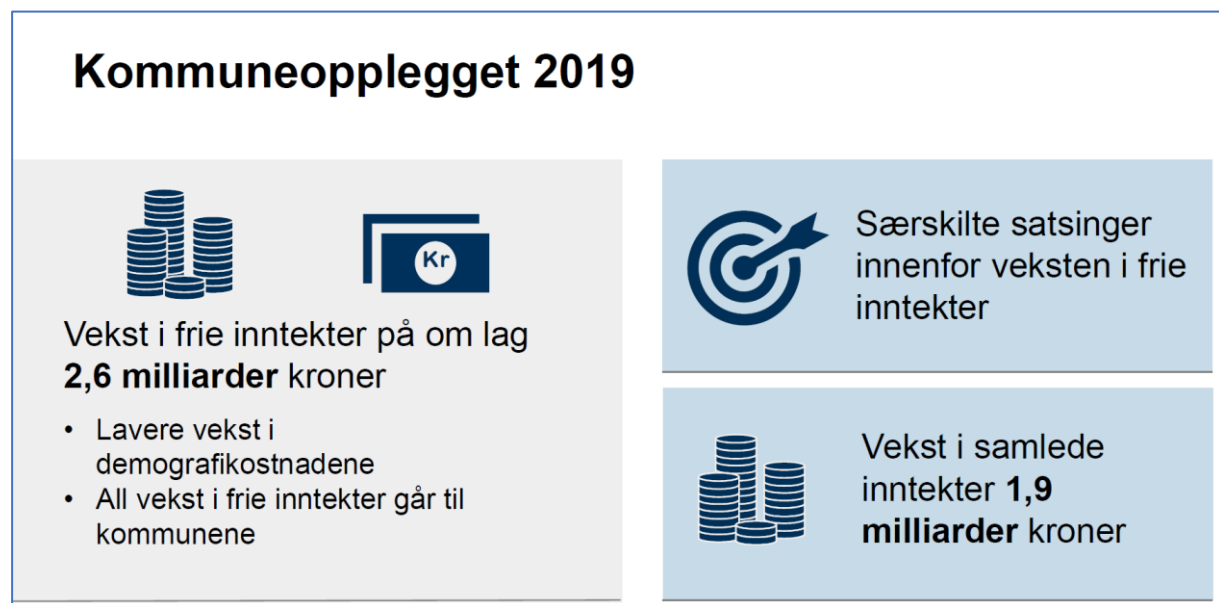 Kommuneopplegget 2019
Kr
Vekst i frie inntekter på om lag
2,6 milliarder kroner
• Lavere vekst i
demografikostnadene
• All vekst i frie inntekter går til
kommunene
Særskilte satsinger
innenfor veksten i frie
inntekter
Vekst i samlede
inntekter 1,9
milliarder kroner